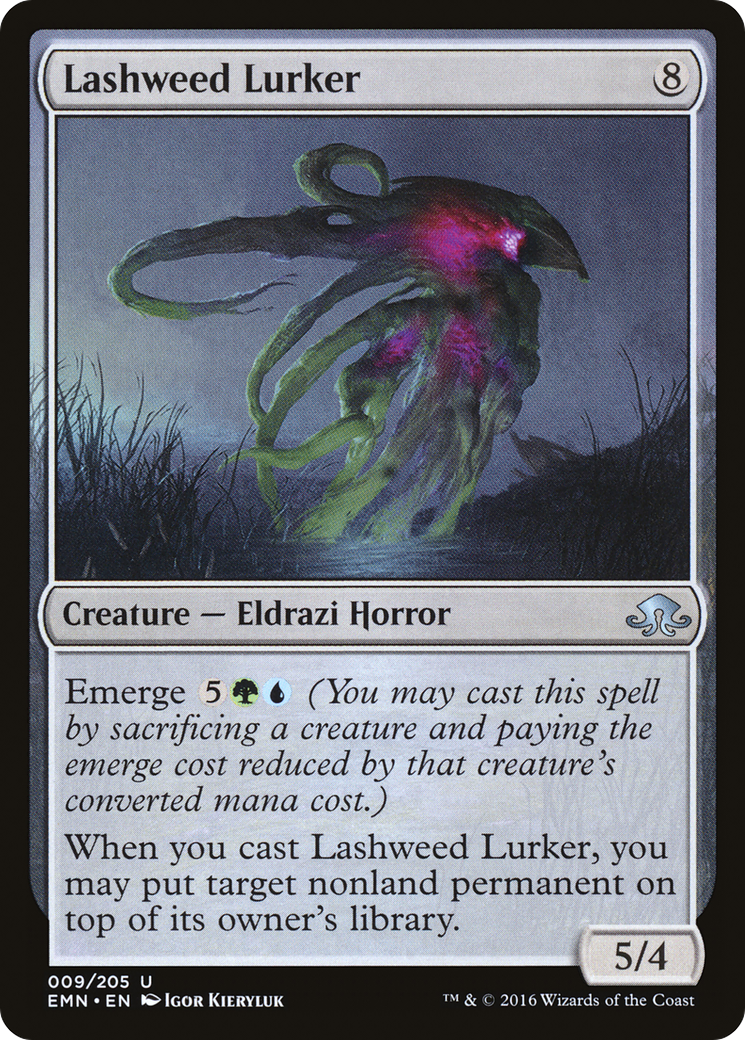 Lashweed Lurker 8
Creature — Eldrazi Horror
Emerge 5 (You may cast this spell
by sacrificing a creature and paying the
emerge cost reduced by that creature's
converted mana cost.)
When you cast Lashweed Lurker, you
may put target nonland permanent on
top of its owner's library.
5/4
009/205 U
EMN • EN Igor Kieryluk
™ & © 2016 Wizards of the Coast